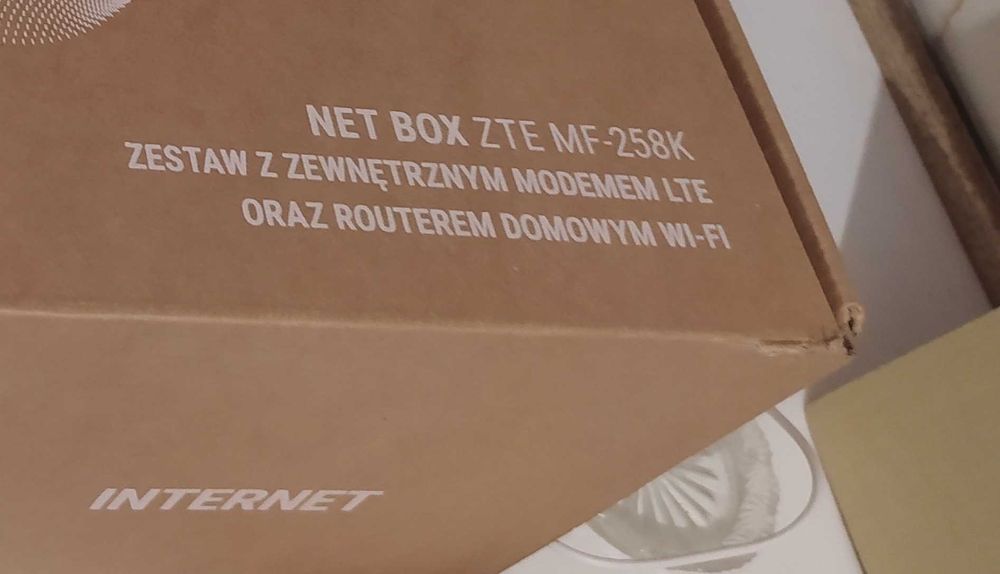 NET BOX ZTE MF-258K
ZESTAW Z ZEWNĘTRZNYM MODEMEM LTE
ORAZ ROUTEREM DOMOWYM WI-FI
INTERNET